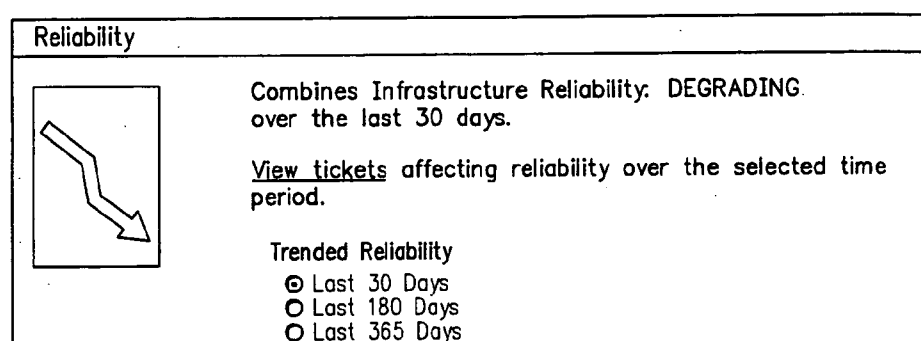 Reliability
Combines Infrastructure Reliability: DEGRADING
over the last 30 days.
View tickets affecting reliability over the selected time
period.
Trended Reliability
Last 30 Days
Last 180 Days
Last 365 Days